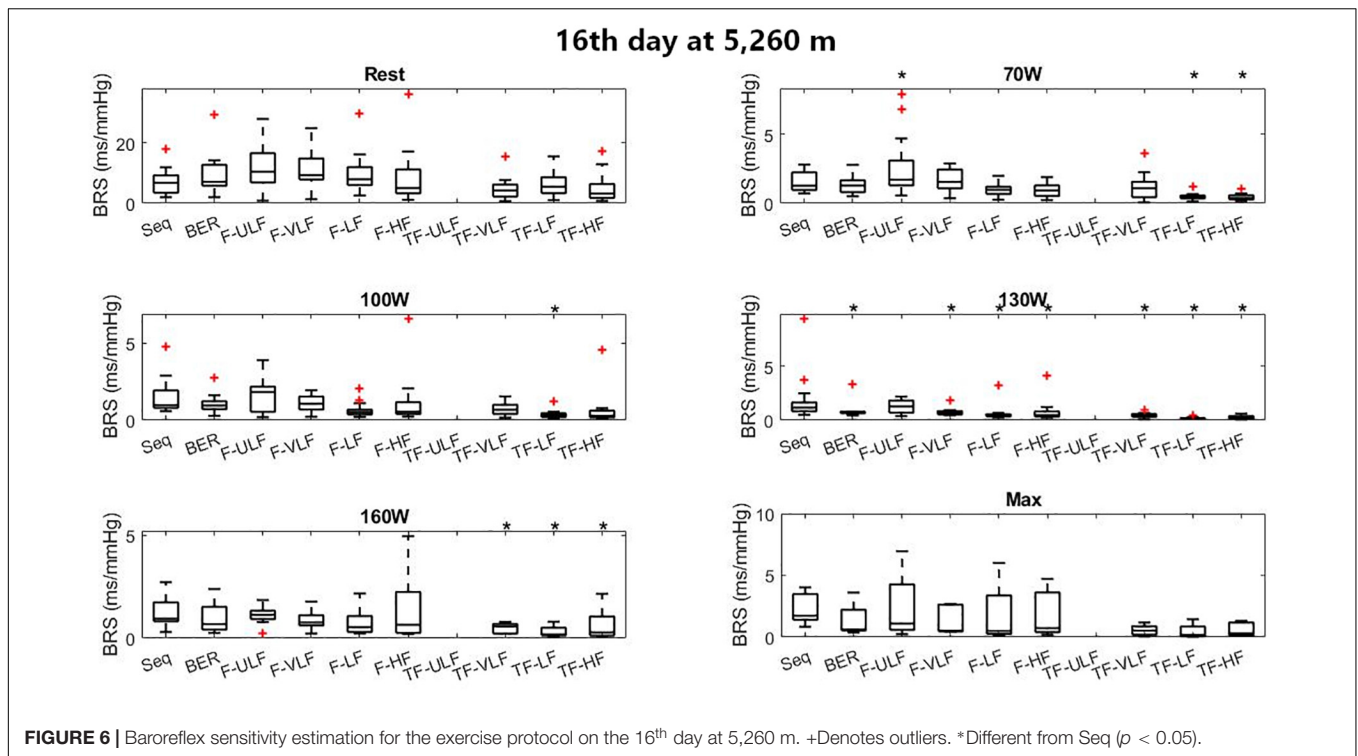 16th day at 5,260 m
Rest
BRS (ms/mmHg)
20
0
Seq BER F-ULF F-VLF F-LF F-HF TF-ULF TF-VLF TF-LF TF-HF
* 70W * *
BRS (ms/mmHg)
5
0
Seq BER F-ULF F-VLF F-LF F-HF TF-ULF TF-VLF TF-LF TF-HF
100W *
BRS (ms/mmHg)
5
0
Seq BER F-ULF F-VLF F-LF F-HF TF-ULF TF-VLF TF-LF TF-HF
* * * 130W * * * *
BRS (ms/mmHg)
5
0
Seq BER F-ULF F-VLF F-LF F-HF TF-ULF TF-VLF TF-LF TF-HF
160W * * *
BRS (ms/mmHg)
5
0
Seq BER F-ULF F-VLF F-LF F-HF TF-ULF TF-VLF TF-LF TF-HF
Max
BRS (ms/mmHg)
10
5
0
Seq BER F-ULF F-VLF F-LF F-HF TF-ULF TF-VLF TF-LF TF-HF
FIGURE 6 | Baroreflex sensitivity estimation for the exercise protocol on the 16th day at 5,260 m. +Denotes outliers. *Different from Seq (p < 0.05).